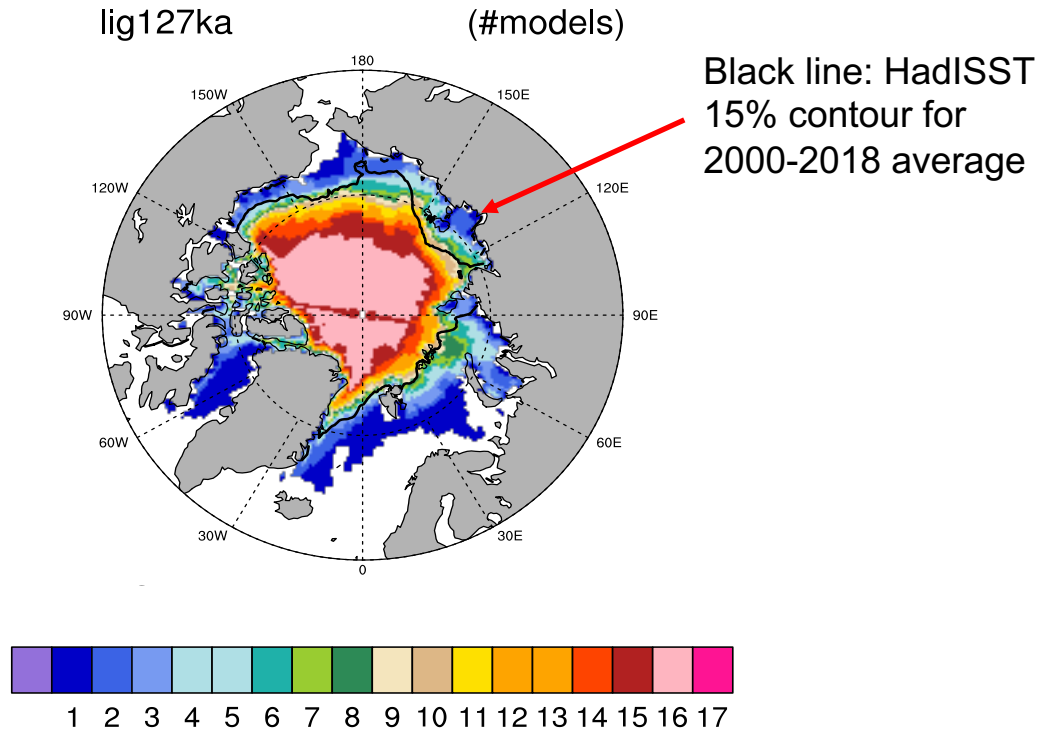 lig127ka (#models)
Black line: HadISST
15% contour for
2000-2018 average
180
150W 150E
120W 120E
90W 90E
60W 60E
30W 30E
0
1 2 3 4 5 6 7 8 9 10 11 12 13 14 15 16 17